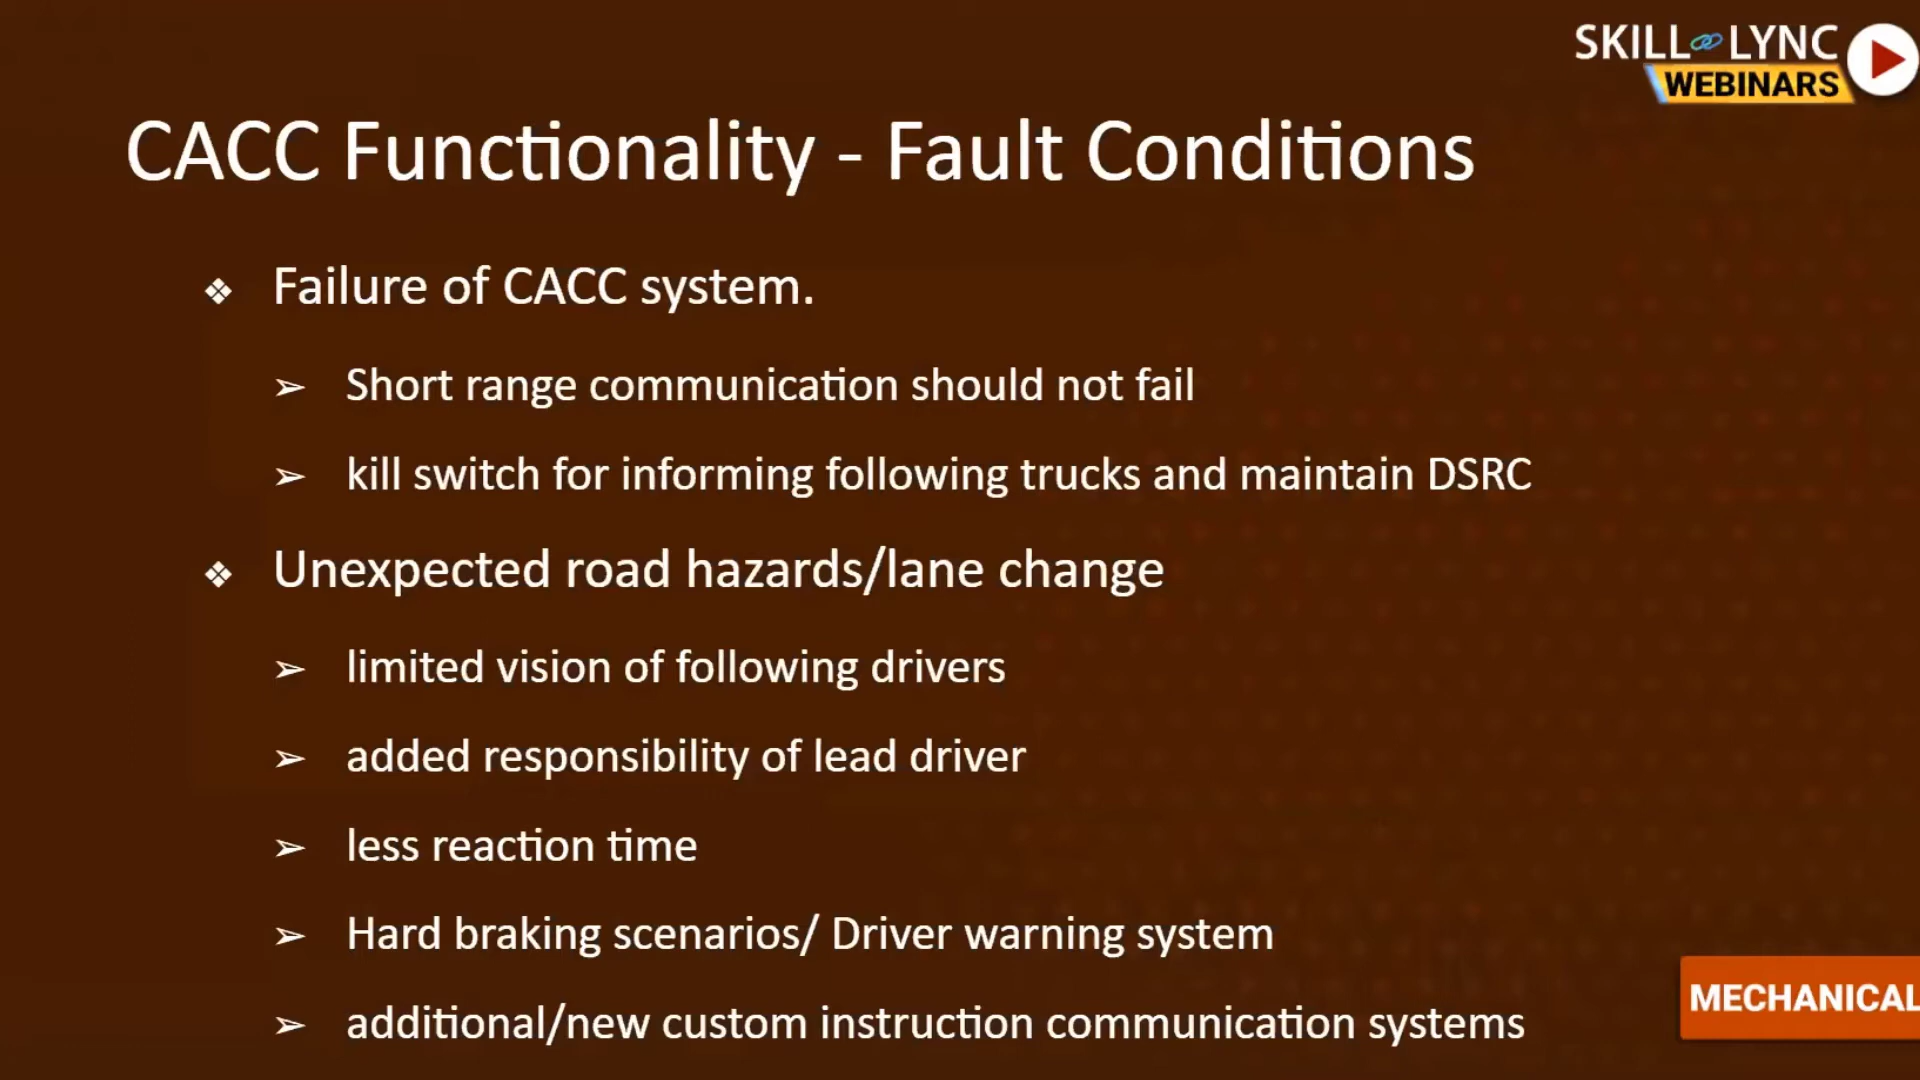 SKILL LYNC
WEBINARS
CACC Functionality - Fault Conditions
❖ Failure of CACC system.
➢ Short range communication should not fail
➢ kill switch for informing following trucks and maintain DSRC
❖ Unexpected road hazards/lane change
➢ limited vision of following drivers
➢ added responsibility of lead driver
➢ less reaction time
➢ Hard braking scenarios/ Driver warning system
➢ additional/new custom instruction communication systems
MECHANICAL